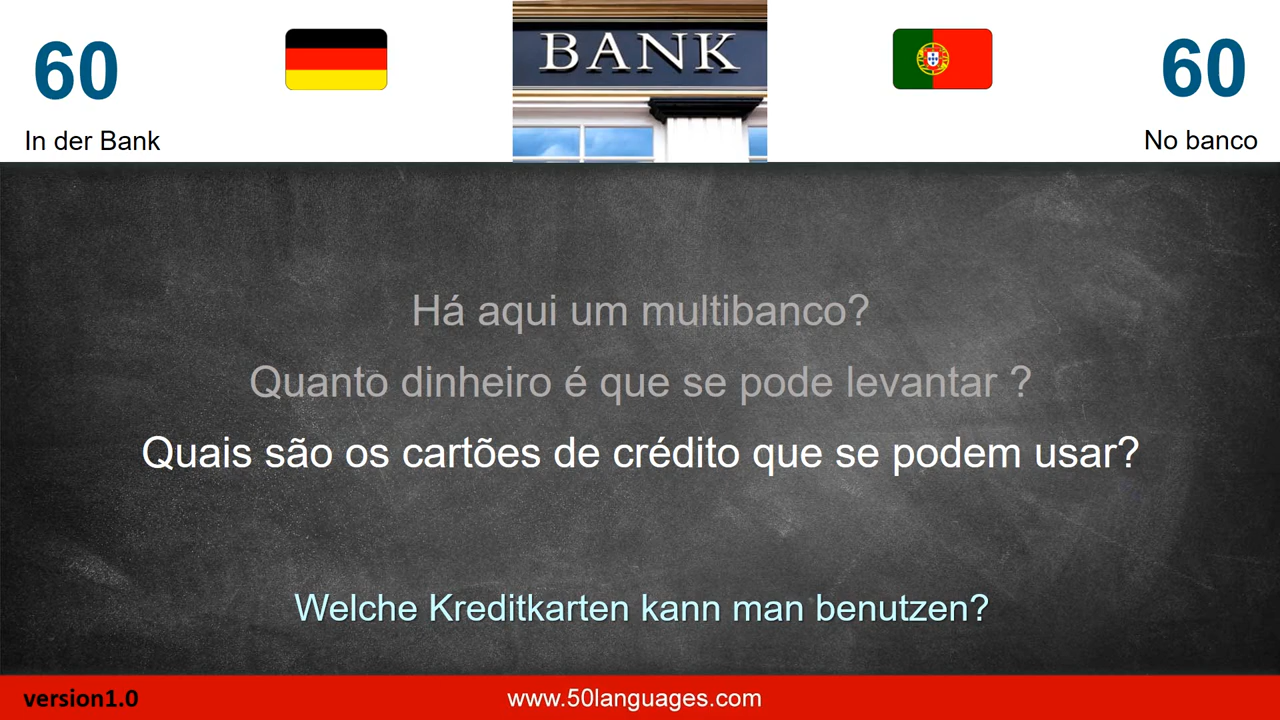 60
In der Bank
BANK
60
No banco
Há aqui um multibanco?
Quanto dinheiro é que se pode levantar ?
Quais são os cartões de crédito que se podem usar?
Welche Kreditkarten kann man benutzen?
version1.0
www.50languages.com